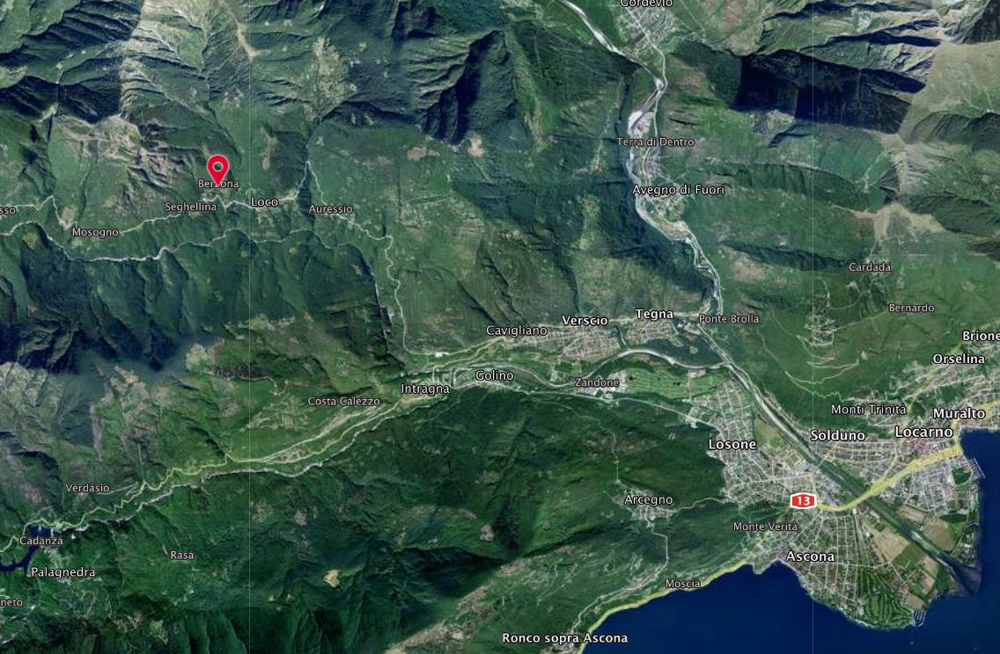 Gordevio
Terra di Dentro
Berzona
Avegno di Fuori
Seghellina
Loco
Auressio
sso
Mosogno
Cardada
Bernardo
Verscio
Tegna
Ponte Brolla
Cavigliano
Brione
Orselina
Golino
Zandone
Intragna
Costa Calezzo
Monti Trinità
Muralto
Solduno
Locarno
Losone
Verdasio
Arcegno
13
Monte Verità
Cadanza
Rasa
Ascona
Palagnedra
Moscia
neto
Ronco sopra Ascona